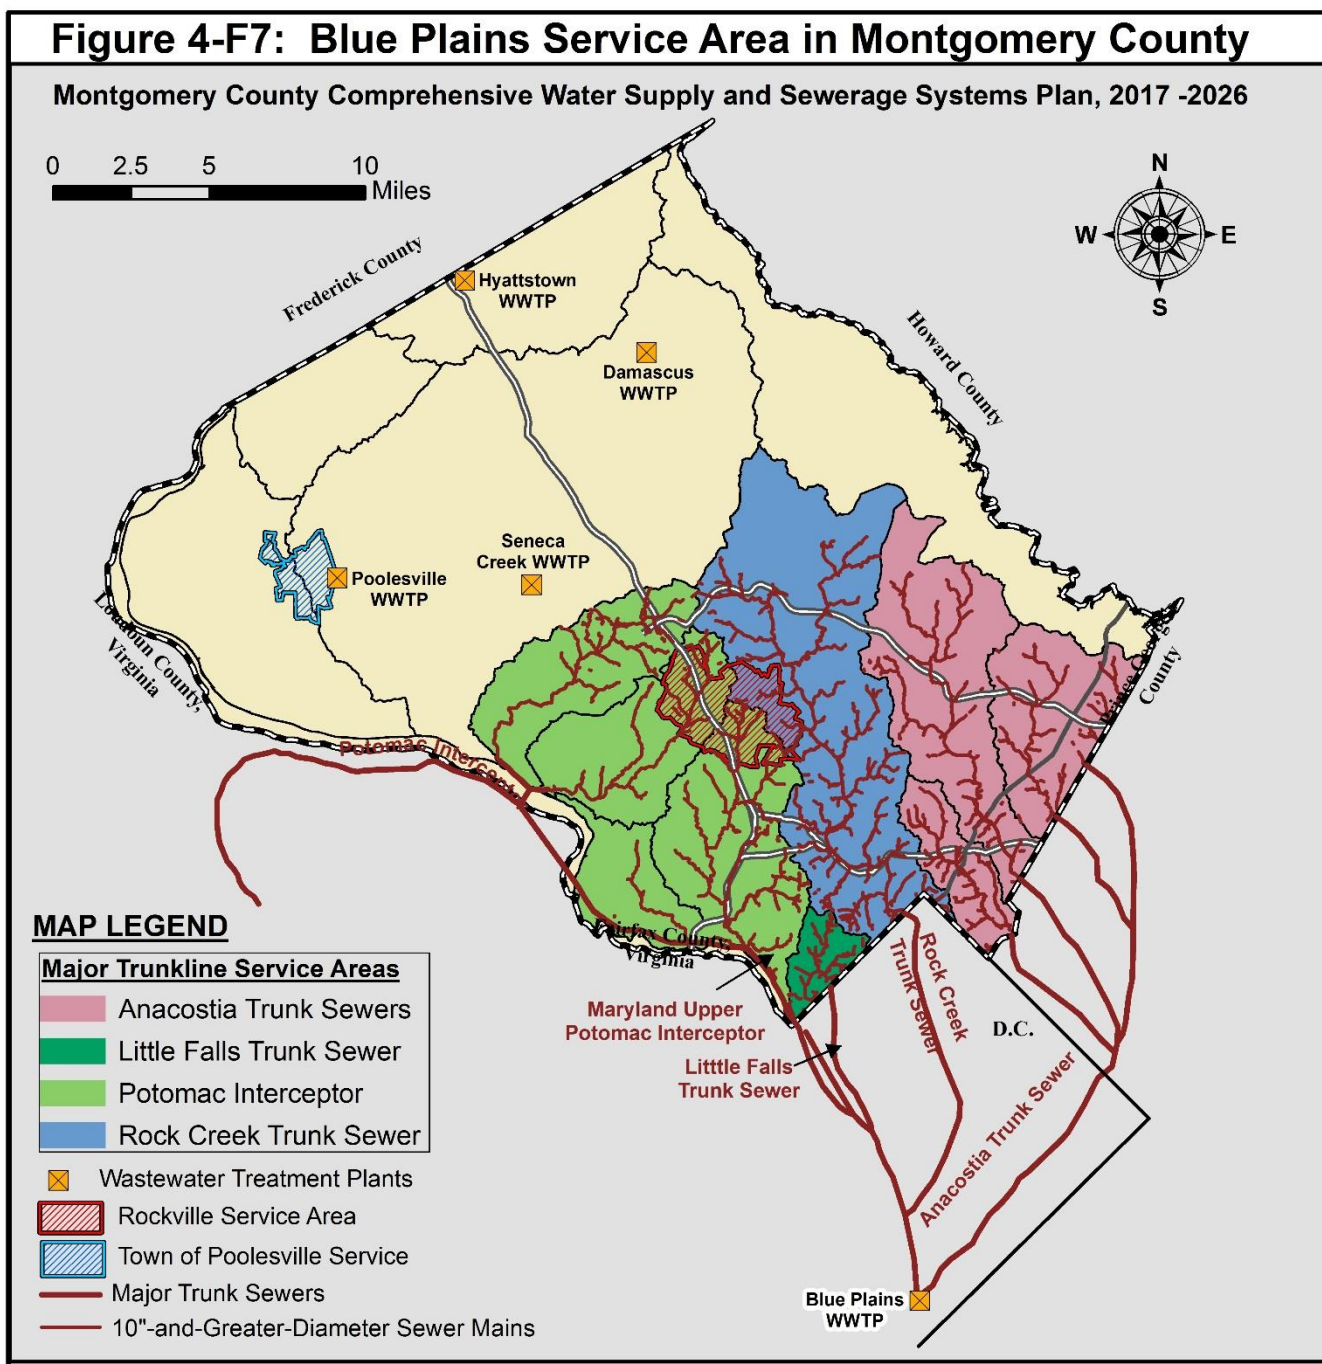 Figure 4-F7: Blue Plains Service Area in Montgomery County
Montgomery County Comprehensive Water Supply and Sewerage Systems Plan, 2017 -2026
0 2.5 5 10
Miles
N
W E
S
Frederick County
Hyattstown
WWTP
Howard County
Damascus
WWTP
Seneca
Creek WWTP
Poolesville
WWTP
Loudoun County,
Virginia
Prince George's
County
Potomac Interceptor
Fairfax County,
Virginia
Maryland Upper
Potomac Interceptor
Litttle Falls
Trunk Sewer
Rock Creek
Trunk Sewer
D.C.
Anacostia Trunk Sewer
Blue Plains
WWTP
MAP LEGEND
Major Trunkline Service Areas
Anacostia Trunk Sewers
Little Falls Trunk Sewer
Potomac Interceptor
Rock Creek Trunk Sewer
Wastewater Treatment Plants
Rockville Service Area
Town of Poolesville Service
Major Trunk Sewers
10"-and-Greater-Diameter Sewer Mains